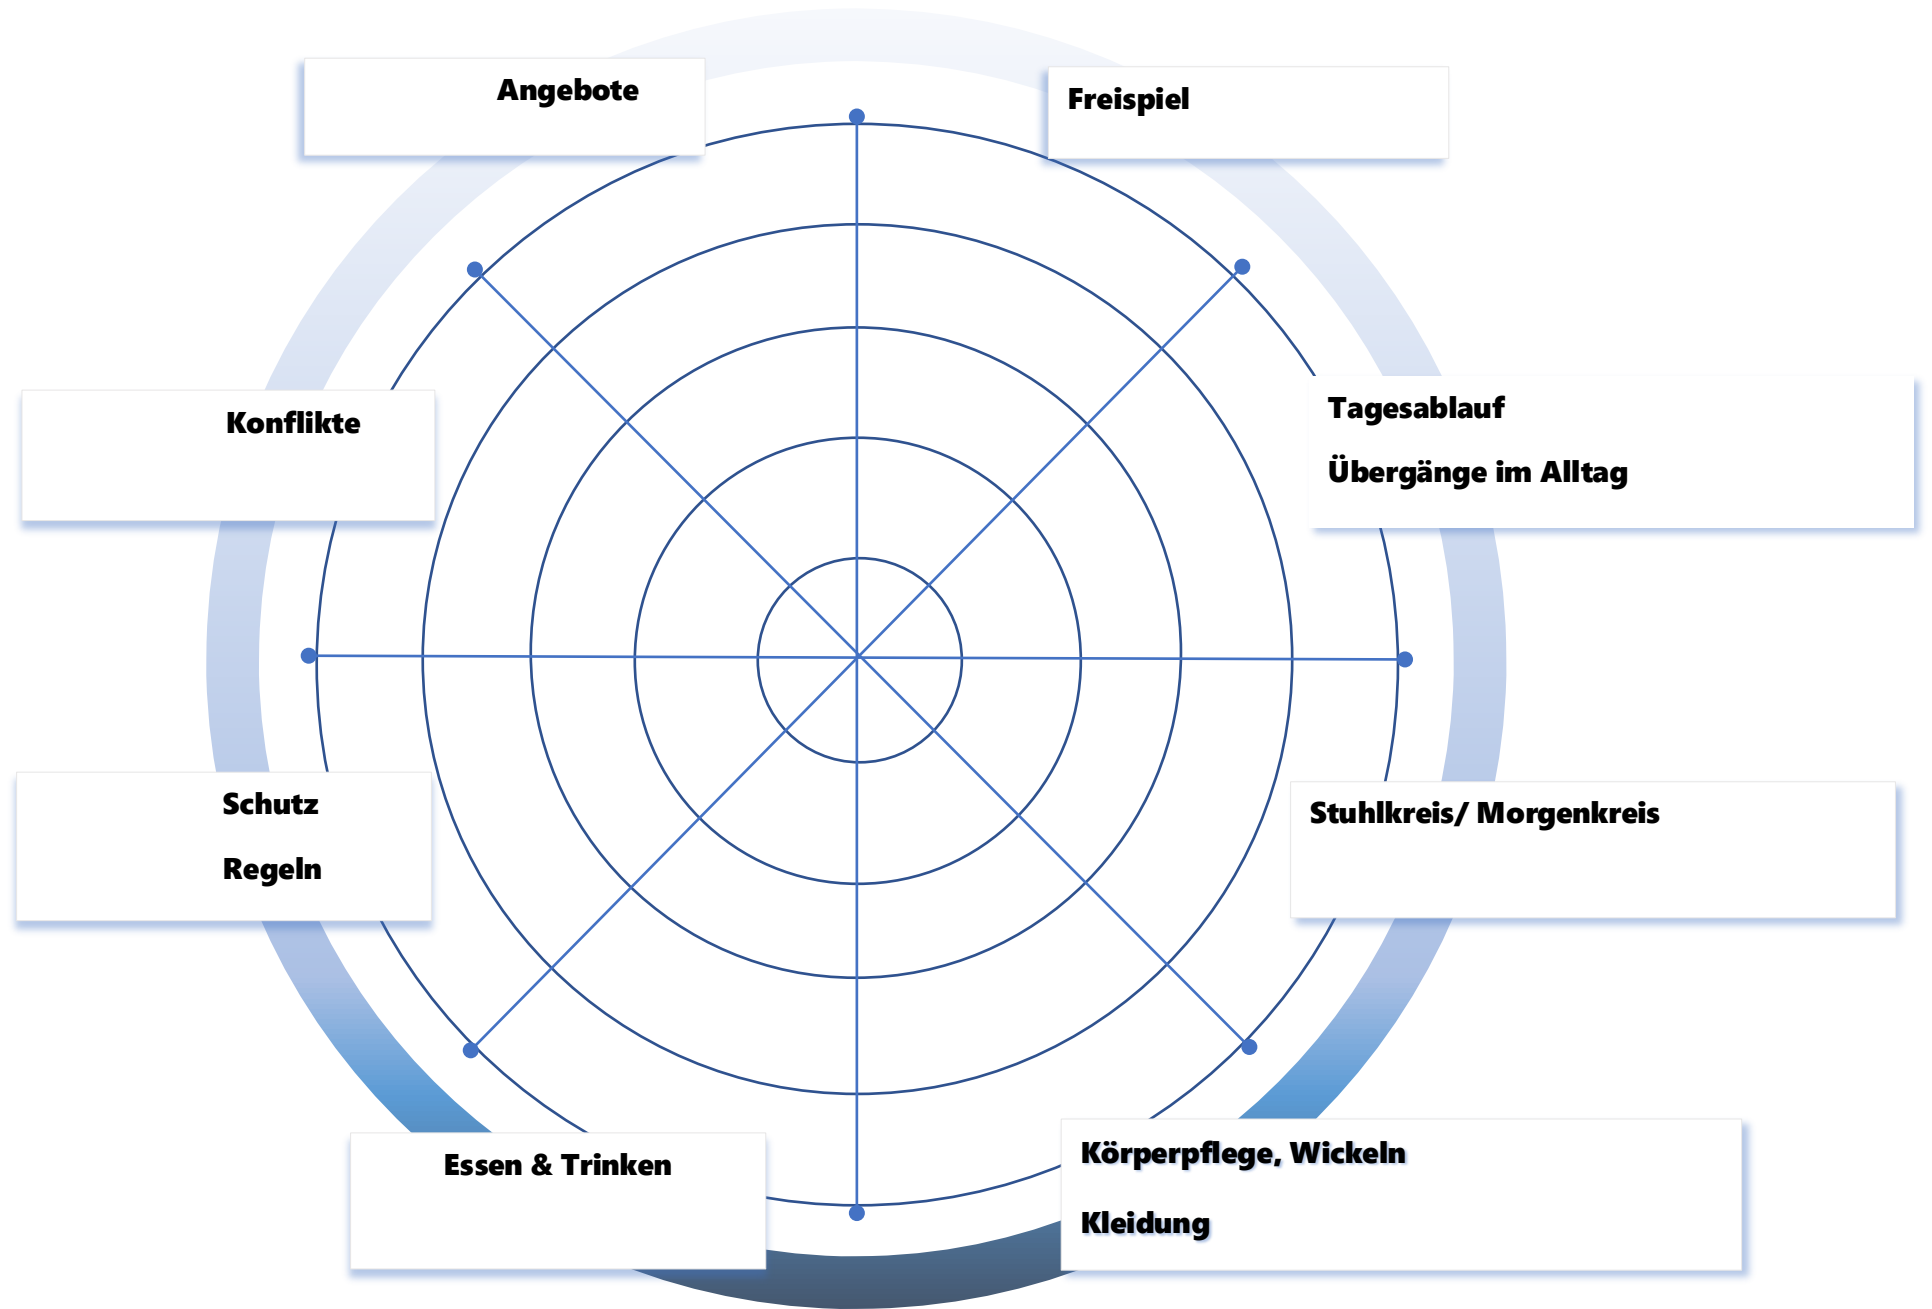 Angebote
Freispiel
Konflikte
Tagesablauf
Übergänge im Alltag
Schutz
Regeln
Stuhlkreis/ Morgenkreis
Essen & Trinken
Körperpflege, Wickeln
Kleidung